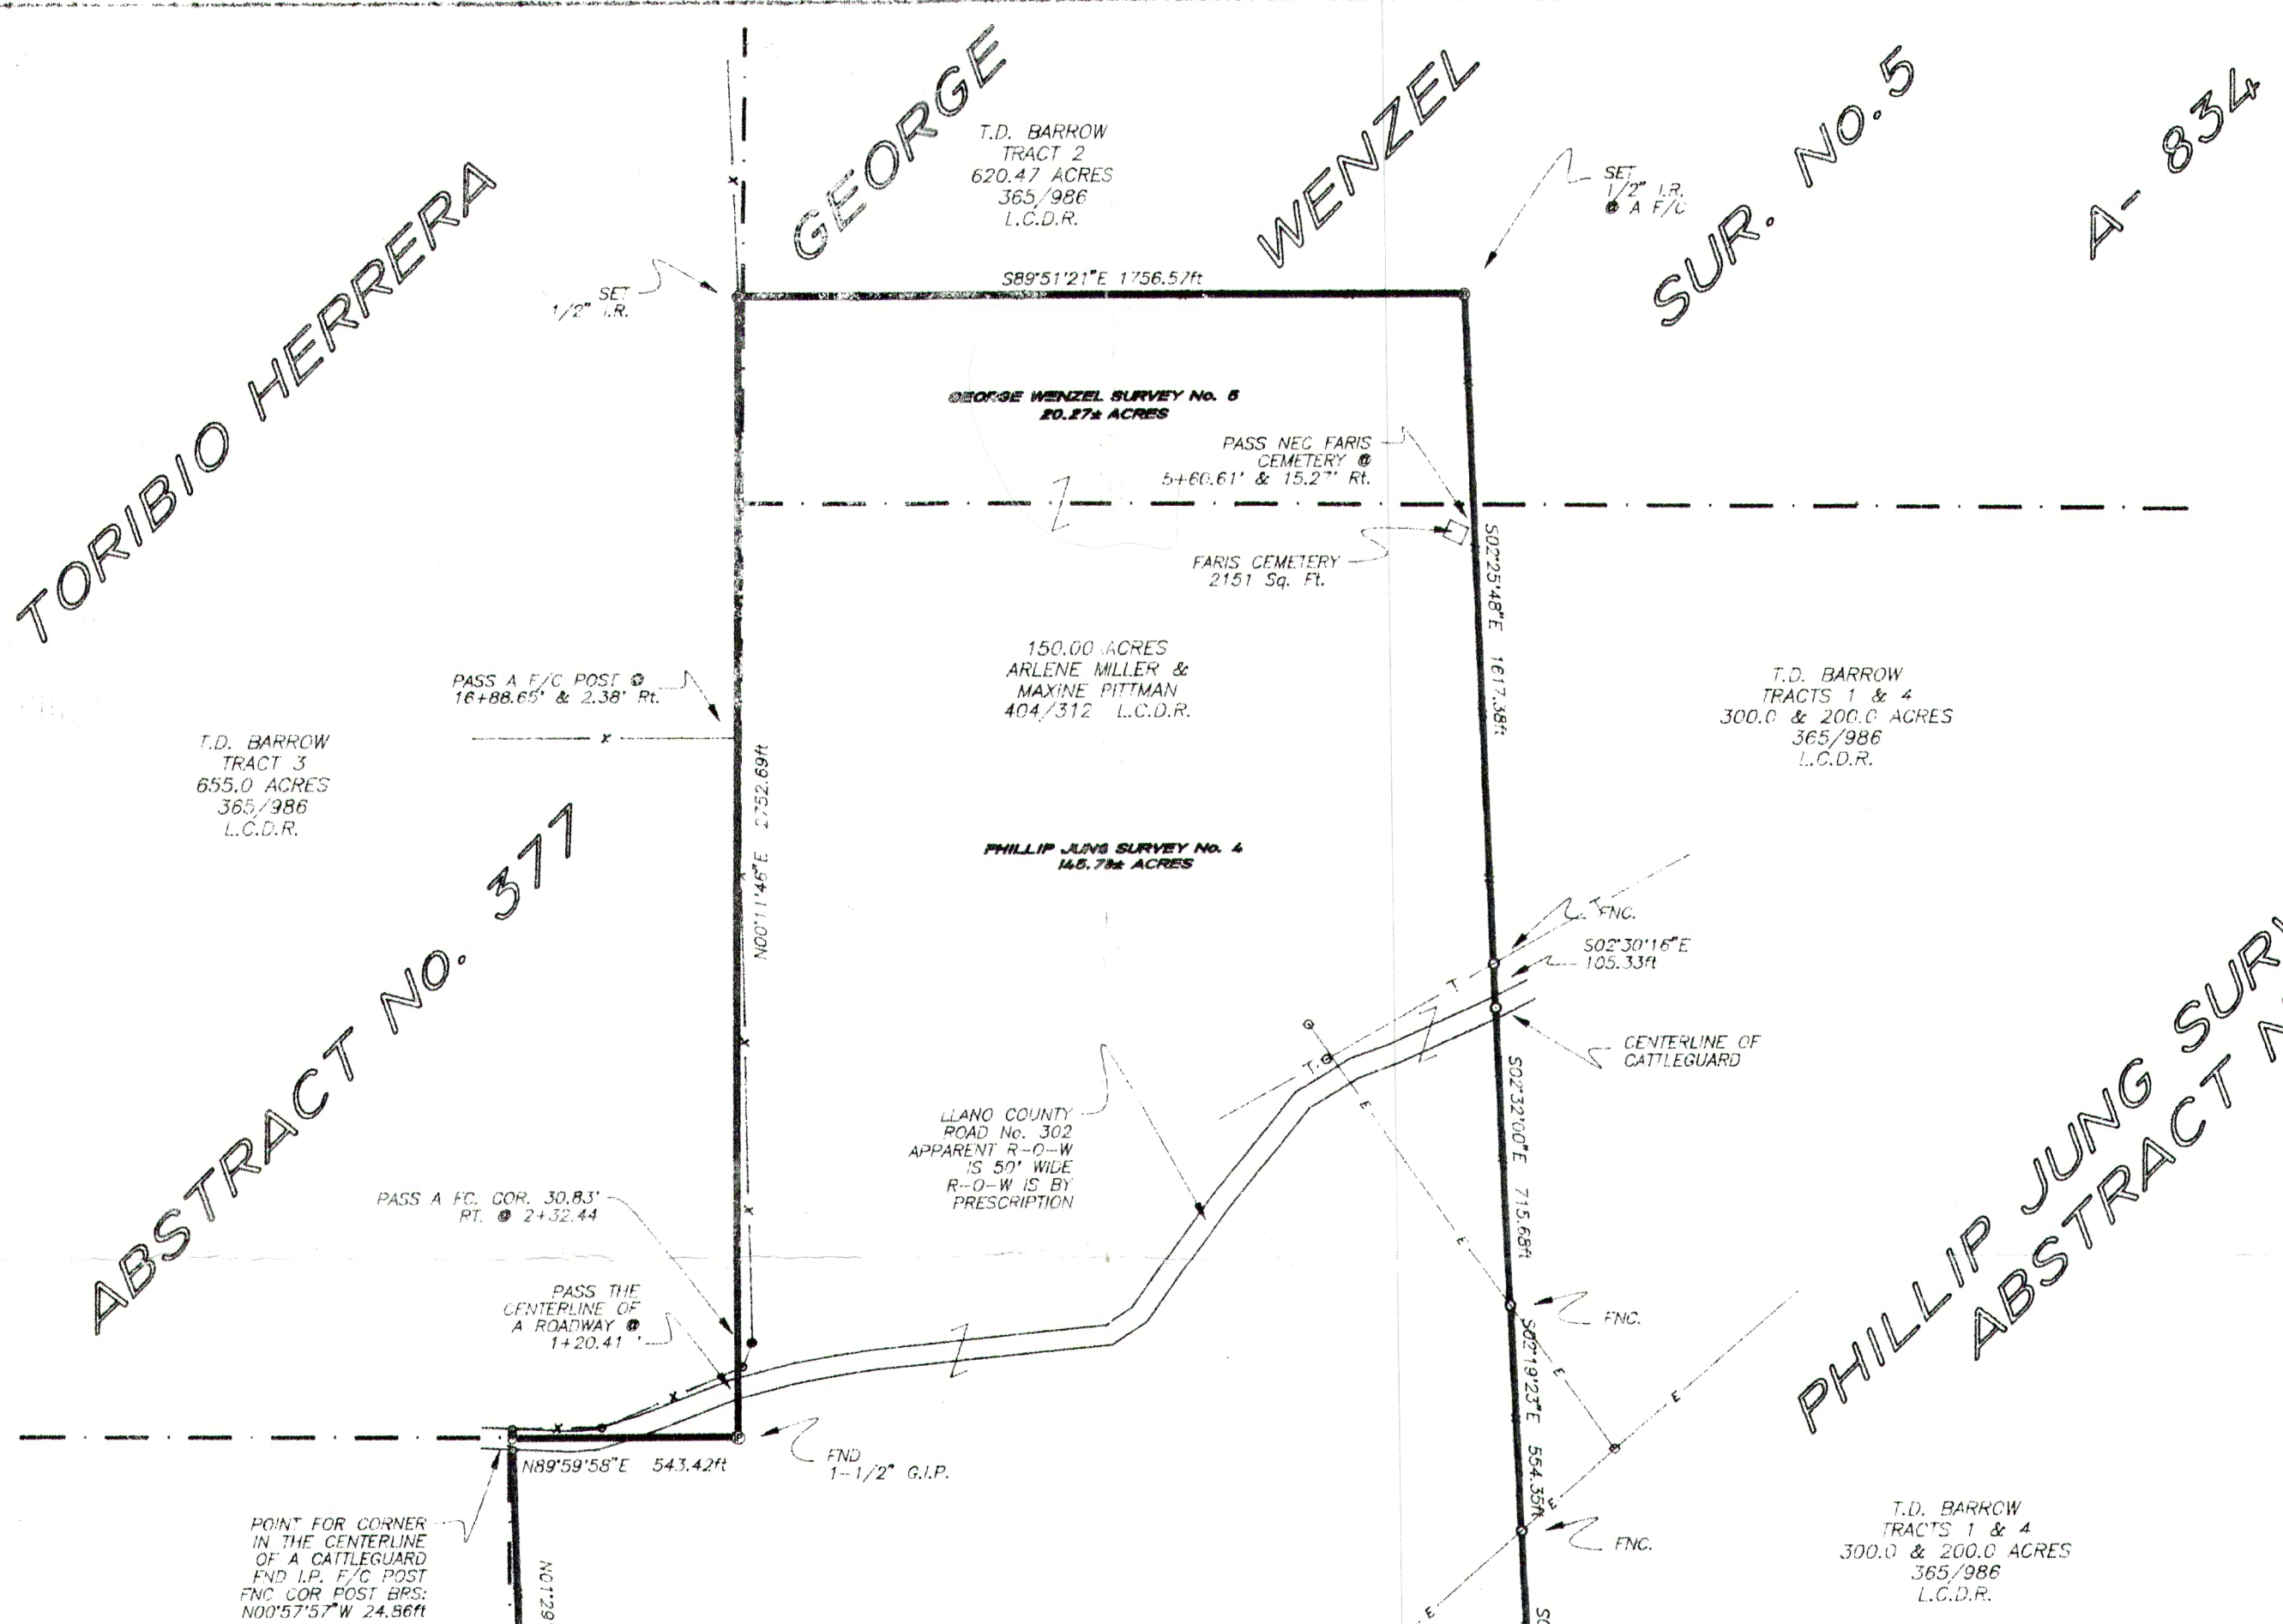 GEORGE
WENZEL
SUR. NO. 5
A- 834
T.D. BARROW
TRACT 2
620.47 ACRES
365/986
L.C.D.R.
SET
1/2" I.R.
@ A F/C
SET
1/2" I.R.
S89°51'21"E 1756.57ft
TORIBIO HERRERA
GEORGE WENZEL SURVEY No. 5
20.27± ACRES
PASS NEC FARIS
CEMETERY @
5+60.61' & 15.27' Rt.
FARIS CEMETERY
2151 Sq. Ft.
S02°25'48"E 1617.38ft
150.00 ACRES
ARLENE MILLER &
MAXINE PITTMAN
404/312 L.C.D.R.
PASS A F/C POST @
16+88.65' & 2.38' Rt.
T.D. BARROW
TRACT 3
655.0 ACRES
365/986
L.C.D.R.
T.D. BARROW
TRACTS 1 & 4
300.0 & 200.0 ACRES
365/986
L.C.D.R.
N00°11'46"E 2752.69ft
PHILLIP JUNG SURVEY No. 4
ACRES
ABSTRACT NO. 377
FNC.
S02°30'16"E
105.33ft
CENTERLINE OF
CATTLEGUARD
LLANO COUNTY
ROAD No. 302
APPARENT R-O-W
IS 50' WIDE
R-O-W IS BY
PRESCRIPTION
S02°32'00"E 715.68ft
PASS A FC. COR. 30.83'
RT. @ 2+32.44
PASS THE
CENTERLINE OF
A ROADWAY @
1+20.41 '
FNC.
S02°19'23"E 554.35ft
PHILLIP JUNG SUR
ABSTRACT
N89°59'58"E 543.42ft
FND
1-1/2" G.I.P.
POINT FOR CORNER
IN THE CENTERLINE
OF A CATTLEGUARD
FND I.P. F/C POST
FNC COR POST BRS:
N00°57'57"W 24.86ft
N01°29
FNC.
T.D. BARROW
TRACTS 1 & 4
300.0 & 200.0 ACRES
365/986
L.C.D.R.